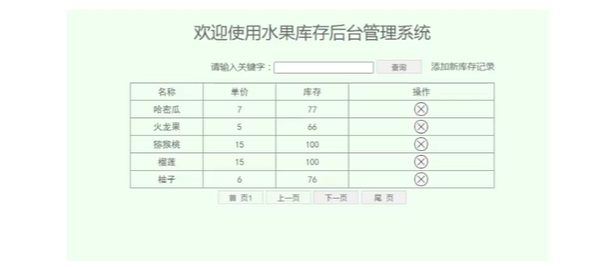 欢迎使用水果库存后台管理系统
请输入关键字： 查询 添加新库存记录
名称 单价 库存 操作
哈密瓜 7 77
火龙果 5 66
猕猴桃 15 100
榴莲 15 100
柚子 6 76
首 页1 上一页 下一页 尾 页